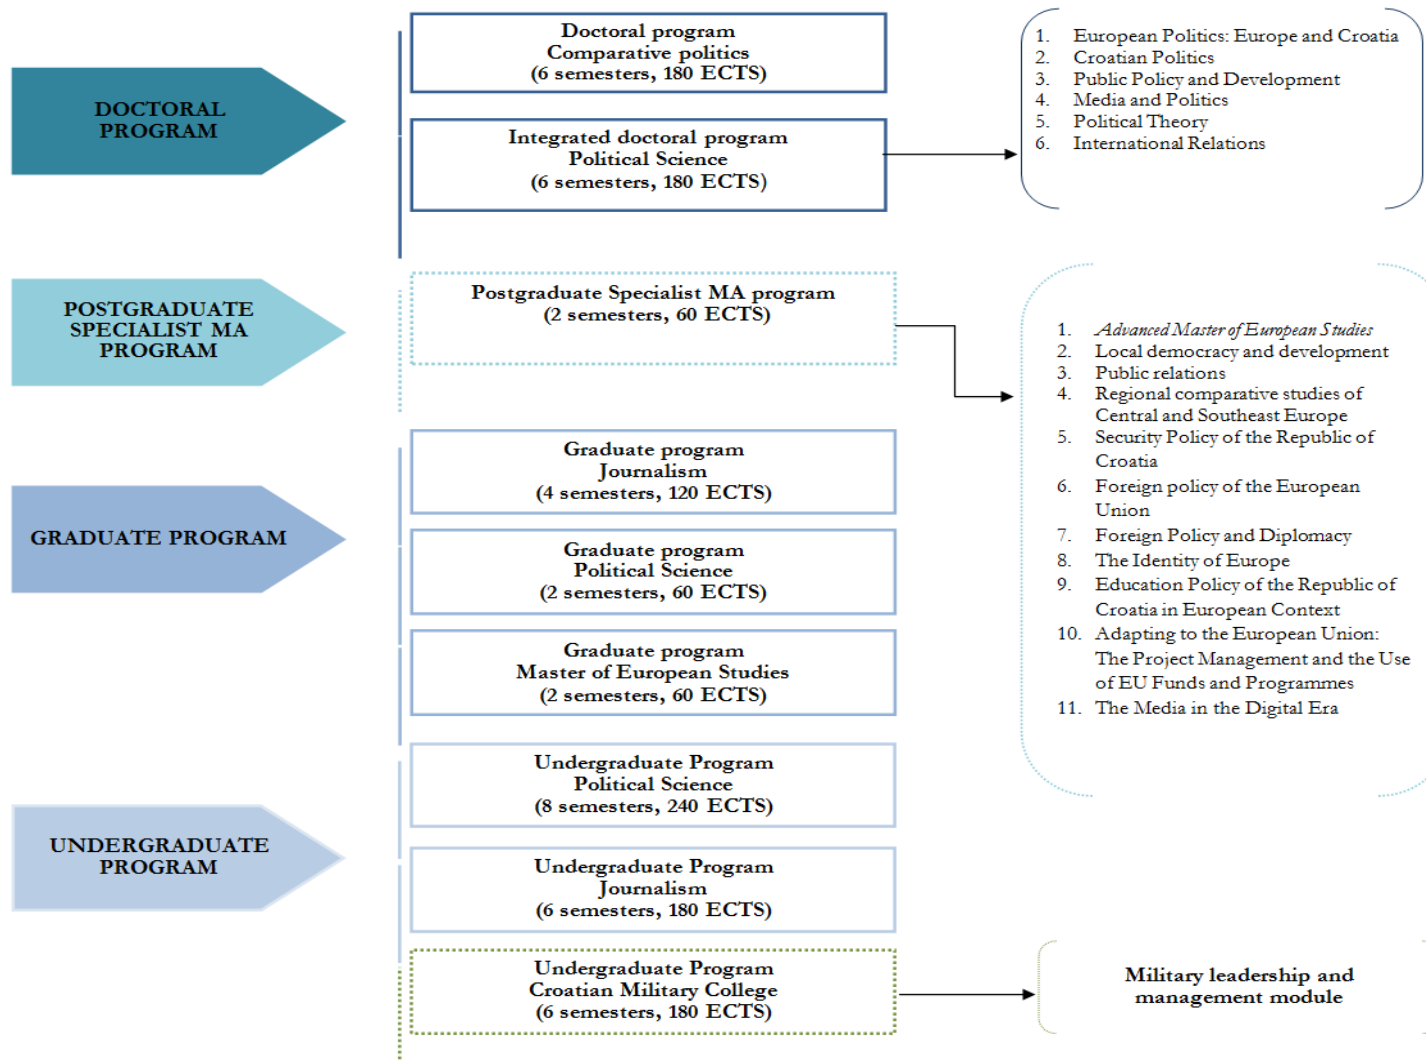 DOCTORAL
PROGRAM
Doctoral program
Comparative politics
(6 semesters, 180 ECTS)
Integrated doctoral program
Political Science
(6 semesters, 180 ECTS)
1. European Politics: Europe and Croatia
2. Croatian Politics
3. Public Policy and Development
4. Media and Politics
5. Political Theory
6. International Relations
POSTGRADUATE
SPECIALIST MA
PROGRAM
Postgraduate Specialist MA program
(2 semesters, 60 ECTS)
1. Advanced Master of European Studies
2. Local democracy and development
3. Public relations
4. Regional comparative studies of
Central and Southeast Europe
5. Security Policy of the Republic of
Croatia
6. Foreign policy of the European
Union
7. Foreign Policy and Diplomacy
8. The Identity of Europe
9. Education Policy of the Republic of
Croatia in European Context
10. Adapting to the European Union:
The Project Management and the Use
of EU Funds and Programmes
11. The Media in the Digital Era
GRADUATE PROGRAM
Graduate program
Journalism
(4 semesters, 120 ECTS)
Graduate program
Political Science
(2 semesters, 60 ECTS)
Graduate program
Master of European Studies
(2 semesters, 60 ECTS)
UNDERGRADUATE
PROGRAM
Undergraduate Program
Political Science
(8 semesters, 240 ECTS)
Undergraduate Program
Journalism
(6 semesters, 180 ECTS)
Undergraduate Program
Croatian Military College
(6 semesters, 180 ECTS)
Military leadership and
management module